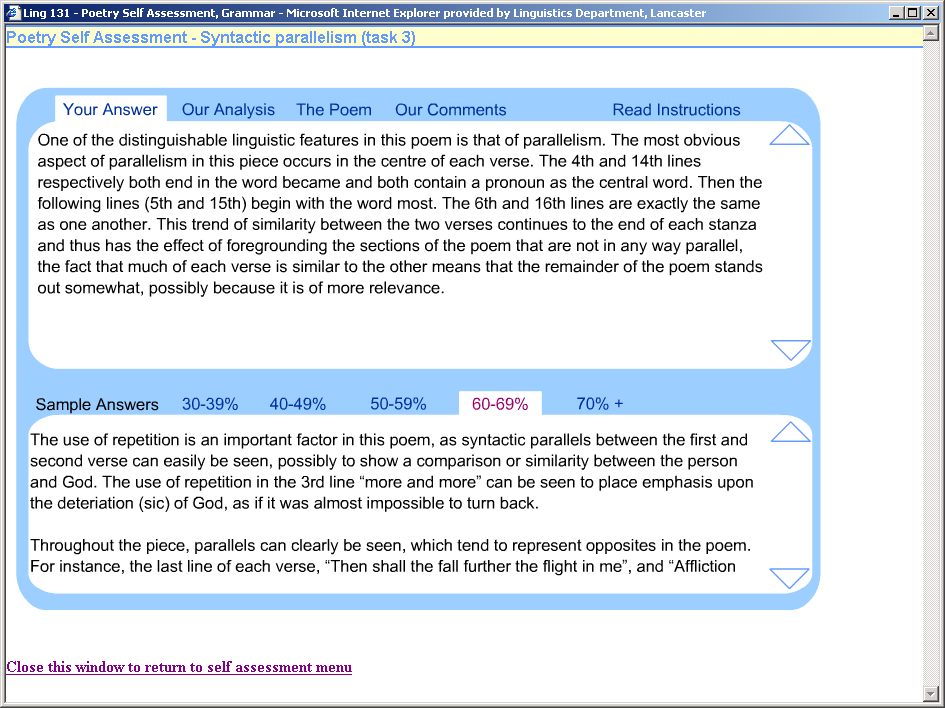 Ling 131 - Poetry Self Assessment, Grammar - Microsoft Internet Explorer provided by Linguistics Department, Lancaster
Poetry Self Assessment - Syntactic parallelism (task 3)
Your Answer Our Analysis The Poem Our Comments Read Instructions
One of the distinguishable linguistic features in this poem is that of parallelism. The most obvious
aspect of parallelism in this piece occurs in the centre of each verse. The 4th and 14th lines
respectively both end in the word became and both contain a pronoun as the central word. Then the
following lines (5th and 15th) begin with the word most. The 6th and 16th lines are exactly the same
as one another. This trend of similarity between the two verses continues to the end of each stanza
and thus has the effect of foregrounding the sections of the poem that are not in any way parallel,
the fact that much of each verse is similar to the other means that the remainder of the poem stands
out somewhat, possibly because it is of more relevance.
Sample Answers 30-39% 40-49% 50-59% 60-69% 70% +
The use of repetition is an important factor in this poem, as syntactic parallels between the first and
second verse can easily be seen, possibly to show a comparison or similarity between the person
and God. The use of repetition in the 3rd line “more and more” can be seen to place emphasis upon
the deteriation (sic) of God, as if it was almost impossible to turn back.
Throughout the piece, parallels can clearly be seen, which tend to represent opposites in the poem.
For instance, the last line of each verse, “Then shall the fall further the flight in me”, and “Affliction
Close this window to return to self assessment menu